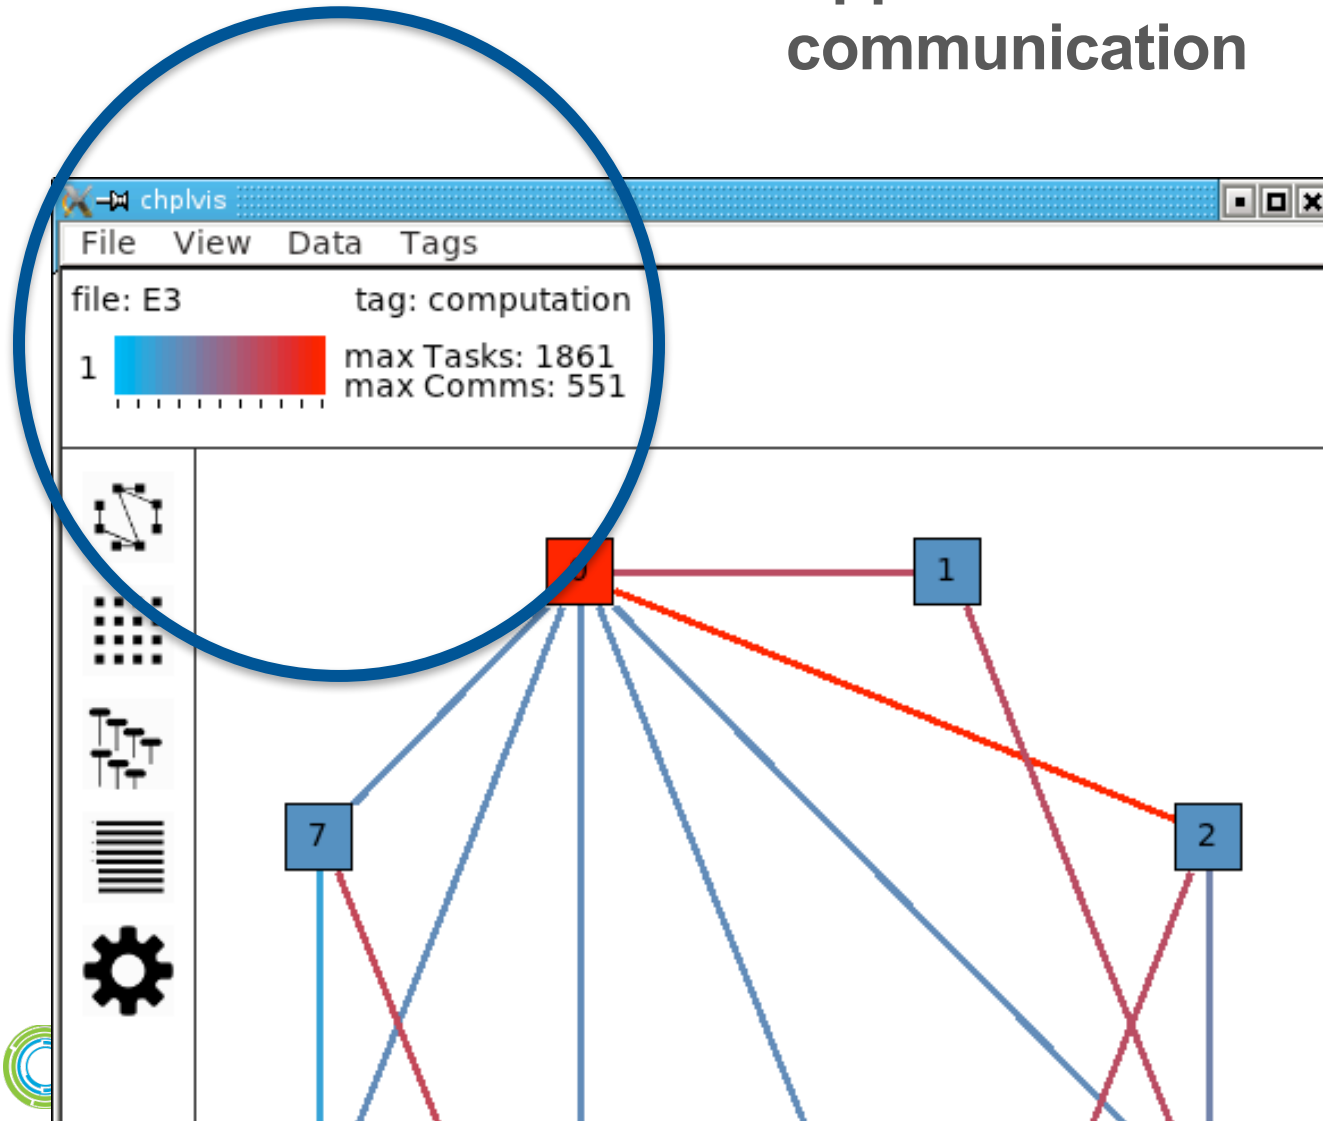 communication
chplvis
File View Data Tags
file: E3 tag: computation
1 max Tasks: 1861
max Comms: 551
0 1
7 2